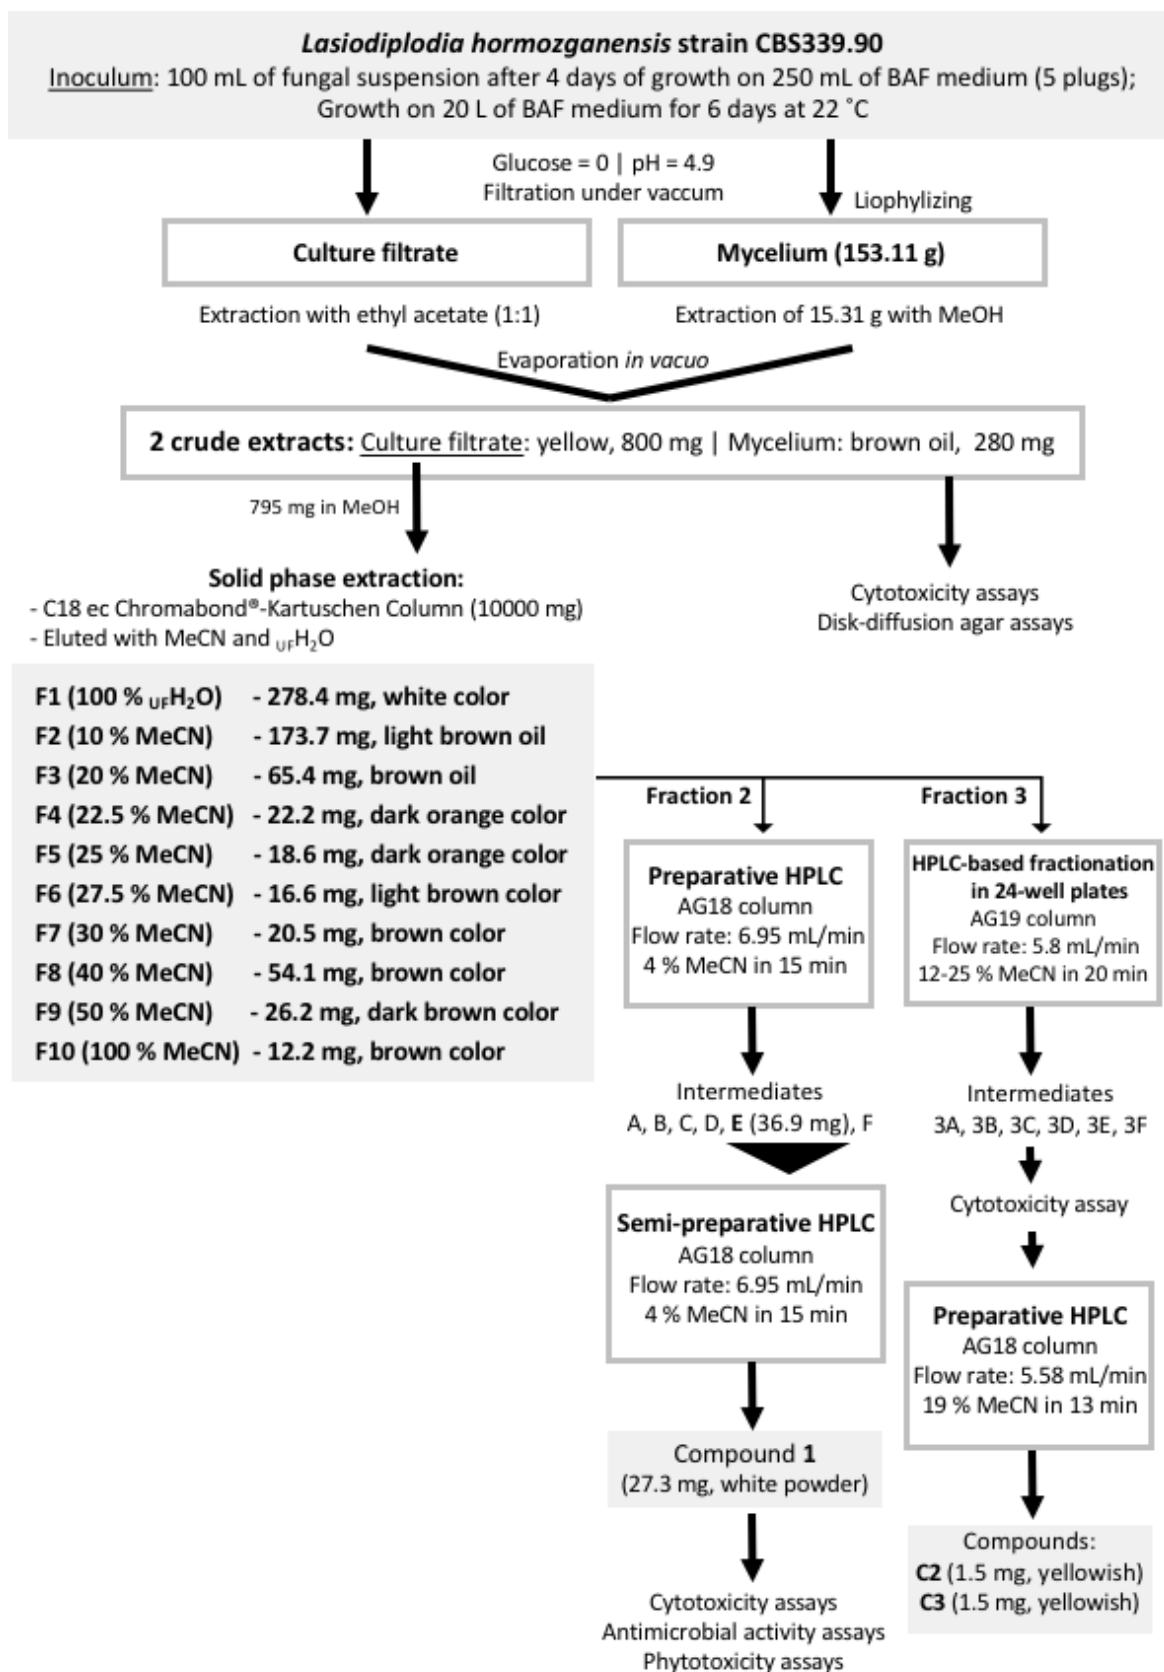 Lasiodiplodia hormozganensis strain CBS339.90
Inoculum: 100 mL of fungal suspension after 4 days of growth on 250 mL of BAF medium (5 plugs);
Growth on 20 L of BAF medium for 6 days at 22 ˚C
Glucose = 0 | pH = 4.9
Filtration under vaccum
Liophylizing
Culture filtrate
Mycelium (153.11 g)
Extraction with ethyl acetate (1:1)
Extraction of 15.31 g with MeOH
Evaporation in vacuo
2 crude extracts: Culture filtrate: yellow, 800 mg | Mycelium: brown oil, 280 mg
795 mg in MeOH
Solid phase extraction:
- C18 ec Chromabond®-Kartuschen Column (10000 mg)
- Eluted with MeCN and UFH2O
Cytotoxicity assays
Disk-diffusion agar assays
F1 (100 % UFH2O) - 278.4 mg, white color
F2 (10 % MeCN) - 173.7 mg, light brown oil
F3 (20 % MeCN) - 65.4 mg, brown oil
F4 (22.5 % MeCN) - 22.2 mg, dark orange color
F5 (25 % MeCN) - 18.6 mg, dark orange color
F6 (27.5 % MeCN) - 16.6 mg, light brown color
F7 (30 % MeCN) - 20.5 mg, brown color
F8 (40 % MeCN) - 54.1 mg, brown color
F9 (50 % MeCN) - 26.2 mg, dark brown color
F10 (100 % MeCN) - 12.2 mg, brown color
Fraction 2
Preparative HPLC
AG18 column
Flow rate: 6.95 mL/min
4 % MeCN in 15 min
Intermediates
A, B, C, D, E (36.9 mg), F
Semi-preparative HPLC
AG18 column
Flow rate: 6.95 mL/min
4 % MeCN in 15 min
Compound 1
(27.3 mg, white powder)
Cytotoxicity assays
Antimicrobial activity assays
Phytotoxicity assays
Fraction 3
HPLC-based fractionation
in 24-well plates
AG19 column
Flow rate: 5.8 mL/min
12-25 % MeCN in 20 min
Intermediates
3A, 3B, 3C, 3D, 3E, 3F
Cytotoxicity assay
Preparative HPLC
AG18 column
Flow rate: 5.58 mL/min
19 % MeCN in 13 min
Compounds:
C2 (1.5 mg, yellowish)
C3 (1.5 mg, yellowish)